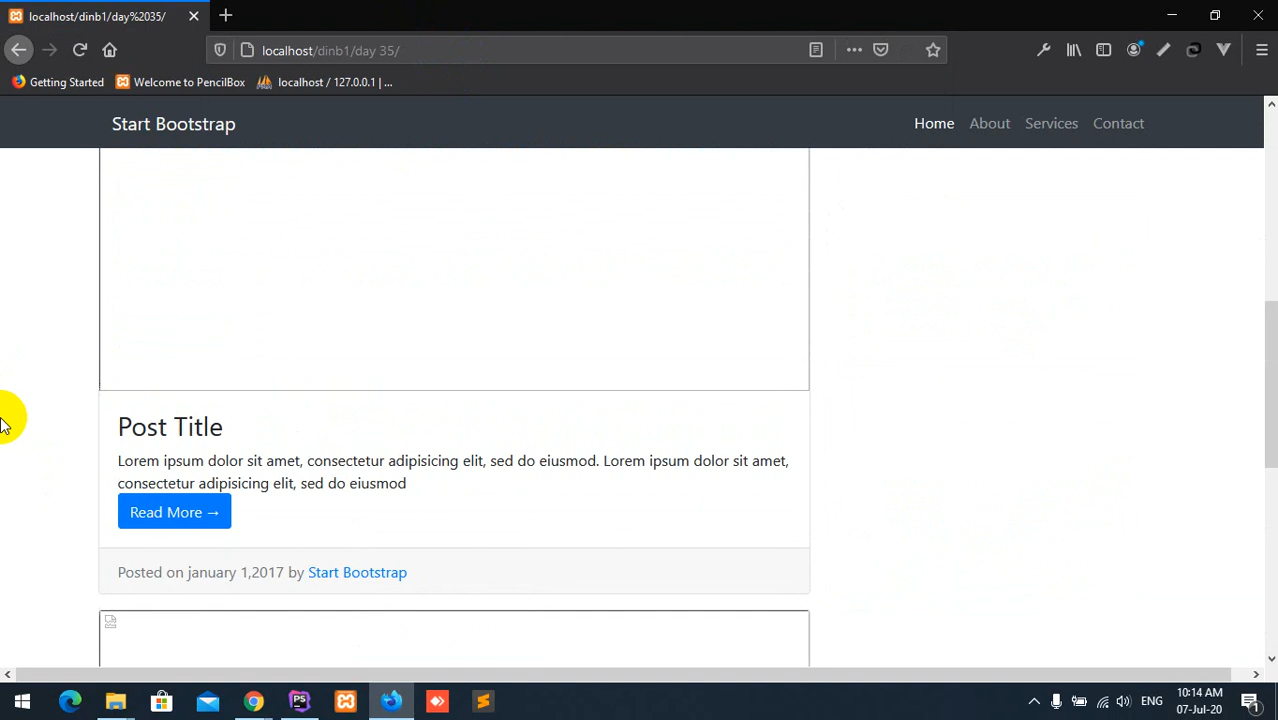 localhost/dinb1/day%2035/
localhost/dinb1/day 35/
Getting Started
Welcome to PencilBox
localhost / 127.0.0.1 | ...
Start Bootstrap
Home
About
Services
Contact
Post Title
Lorem ipsum dolor sit amet, consectetur adipisicing elit, sed do eiusmod. Lorem ipsum dolor sit amet,
consectetur adipisicing elit, sed do eiusmod
Read More →
Posted on january 1,2017 by Start Bootstrap
PS
ENG
10:14 AM
07-Jul-20
1